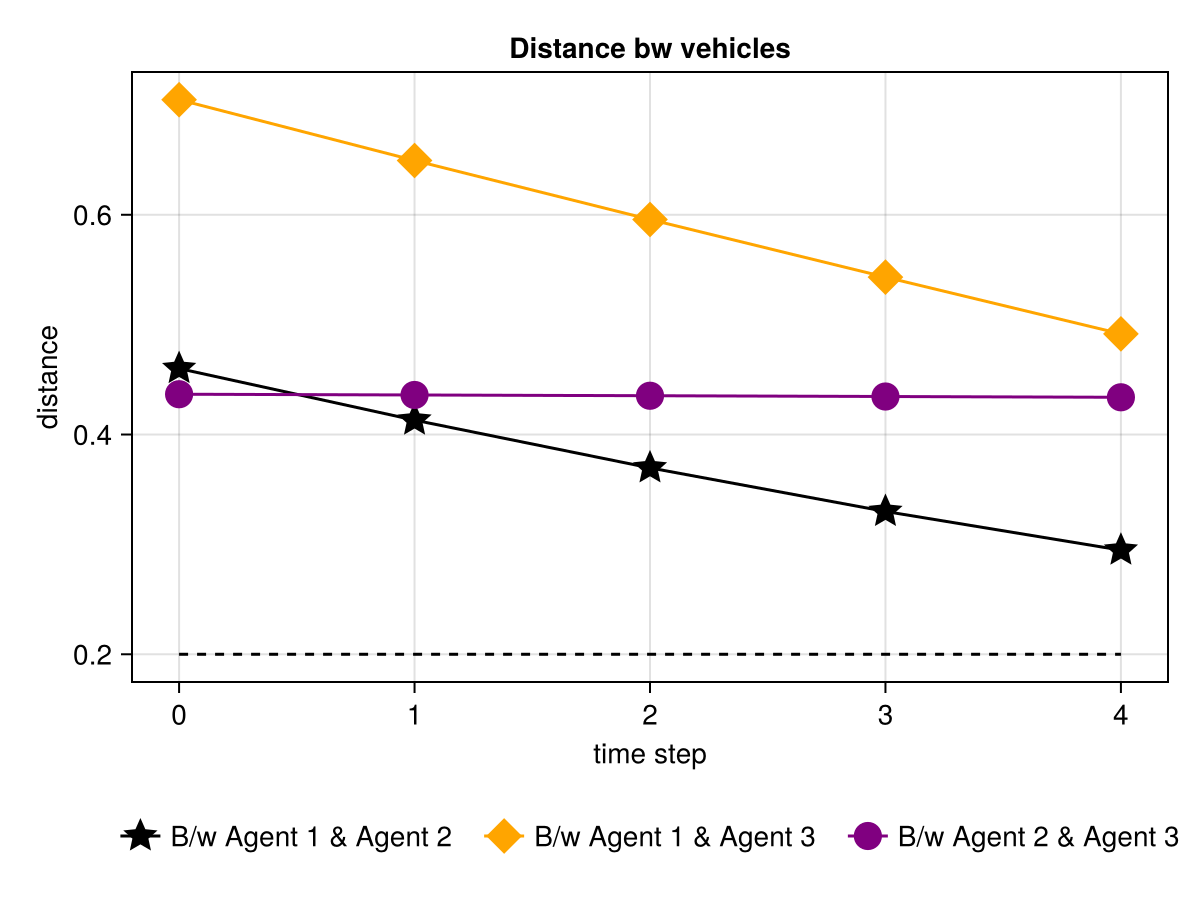 Distance bw vehicles
distance
0.6
0.4
0.2
0 1 2 3 4
time step
B/w Agent 1 & Agent 2 B/w Agent 1 & Agent 3 B/w Agent 2 & Agent 3